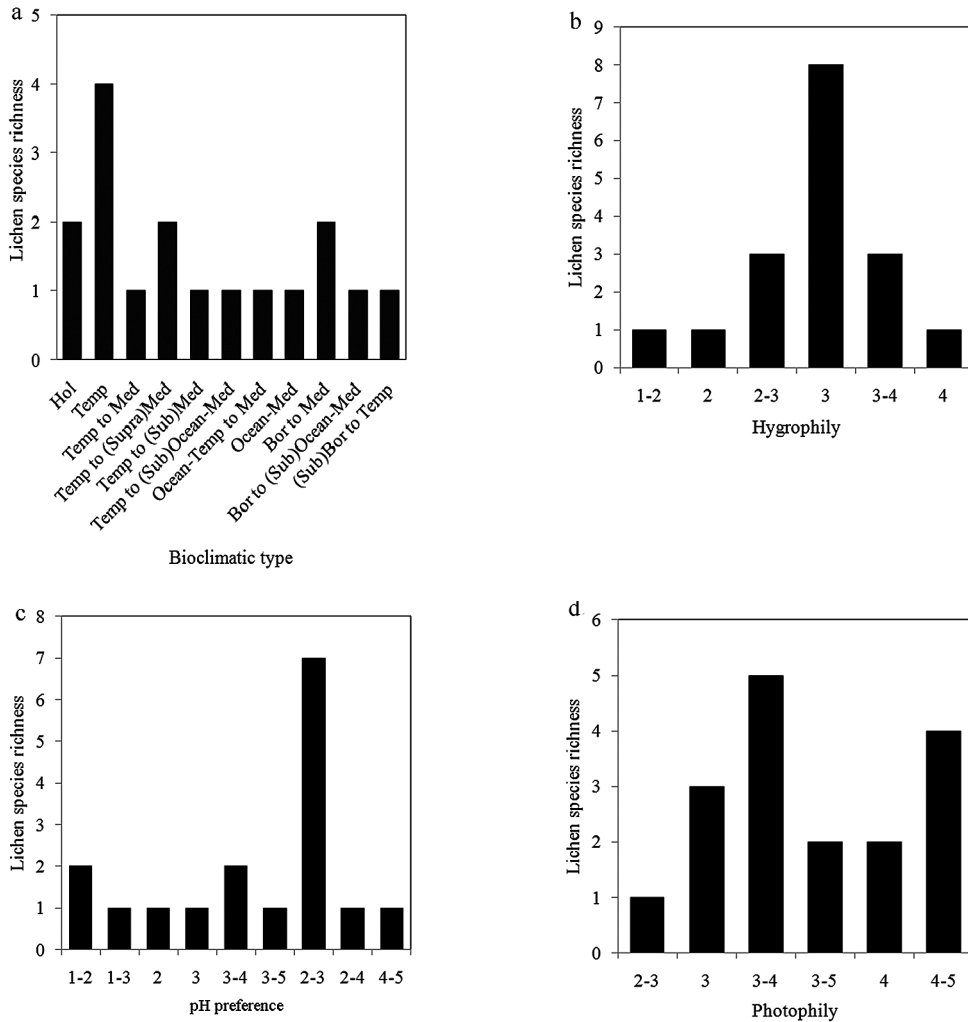 a
5
4
3
2
1
0
Lichen species richness
Hol
Temp
Temp to Med
Temp to (Supra)Med
Temp to (Sub)Med
Temp to (Sub)Ocean-Med
Ocean-Temp to Med
Ocean-Med
Bor to Med
Bor to (Sub)Ocean-Med
(Sub)Bor to Temp
Bioclimatic type
b
9
8
7
6
5
4
3
2
1
0
Lichen species richness
1-2 2 2-3 3 3-4 4
Hygrophily
c
8
7
6
5
4
3
2
1
0
Lichen species richness
1-2 1-3 2 3 3-4 3-5 2-3 2-4 4-5
pH preference
d
6
5
4
3
2
1
0
Lichen species richness
2-3 3 3-4 3-5 4 4-5
Photophily